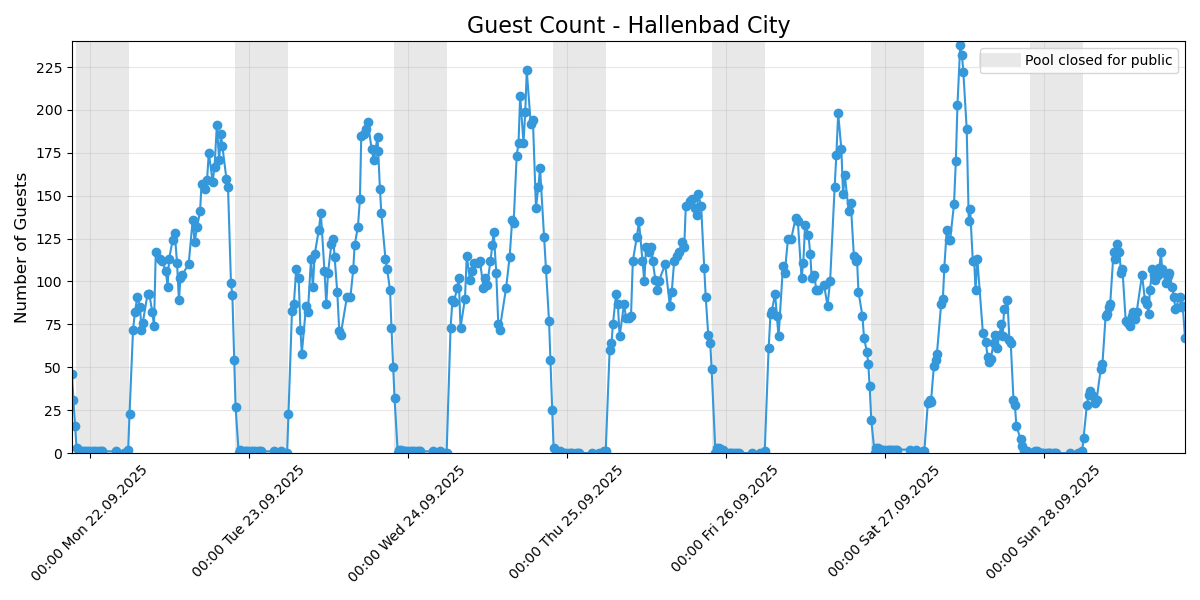 Guest Count - Hallenbad City
Pool closed for public
Number of Guests
225
200
175
150
125
100
75
50
25
0
00:00 Mon 22.09.2025
00:00 Tue 23.09.2025
00:00 Wed 24.09.2025
00:00 Thu 25.09.2025
00:00 Fri 26.09.2025
00:00 Sat 27.09.2025
00:00 Sun 28.09.2025